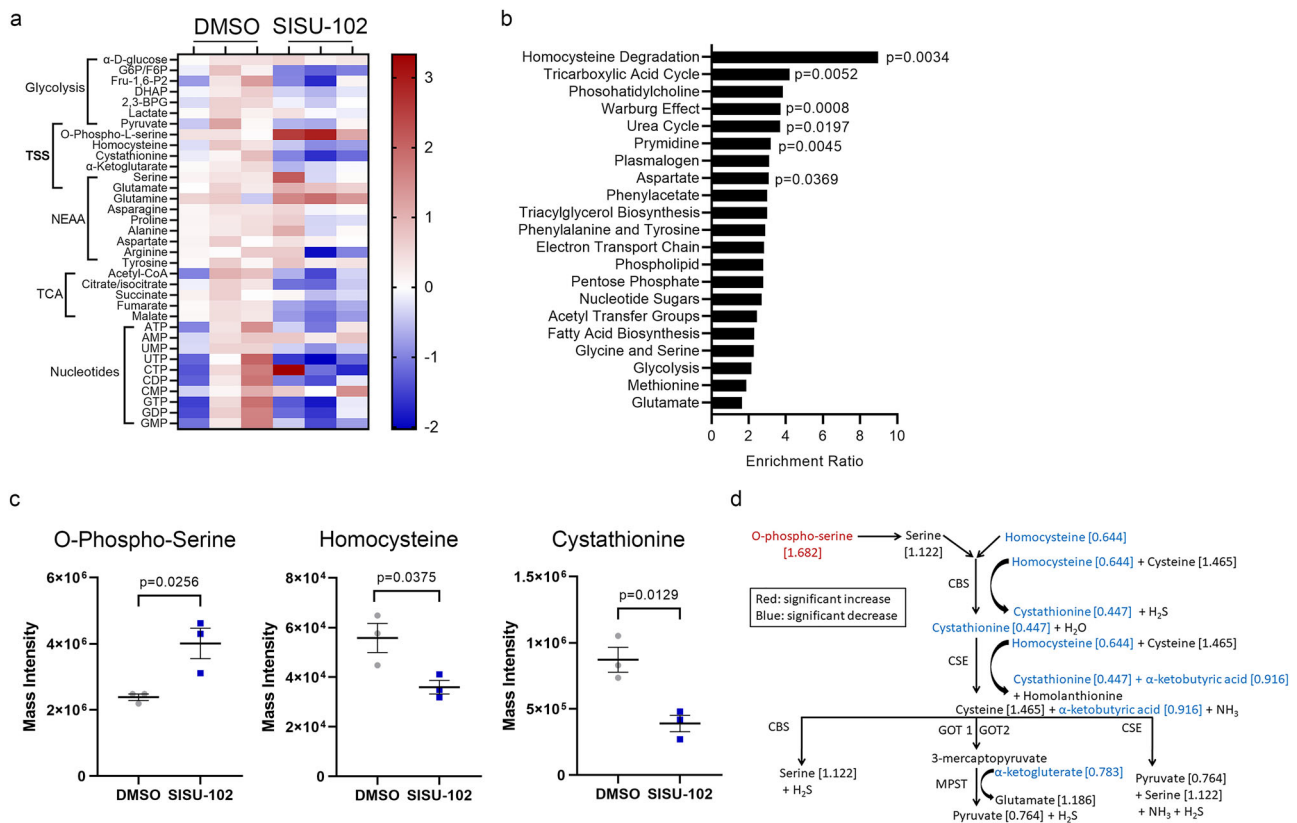 a
DMSO SISU-102
Glycolysis
TSS
NEAA
TCA
Nucleotides
α-D-glucose
G6P/F6P
Fru-1,6-P2
DHAP
2,3-BPG
Lactate
Pyruvate
O-Phospho-L-serine
Homocysteine
Cystathionine
α-Ketoglutarate
Serine
Glutamate
Glutamine
Asparagine
Proline
Alanine
Aspartate
Arginine
Tyrosine
Acetyl-CoA
Citrate/isocitrate
Succinate
Fumarate
Malate
ATP
AMP
UMP
UTP
CTP
CDP
CMP
GTP
GDP
GMP
3
2
1
0
-1
-2
b
Homocysteine Degradation p=0.0034
Tricarboxylic Acid Cycle p=0.0052
Phosohatidylcholine
Warburg Effect p=0.0008
Urea Cycle p=0.0197
Prymidine p=0.0045
Plasmalogen
Aspartate p=0.0369
Phenylacetate
Triacylglycerol Biosynthesis
Phenylalanine and Tyrosine
Electron Transport Chain
Phospholipid
Pentose Phosphate
Nucleotide Sugars
Acetyl Transfer Groups
Fatty Acid Biosynthesis
Glycine and Serine
Glycolysis
Methionine
Glutamate
0 2 4 6 8 10
Enrichment Ratio
c
O-Phospho-Serine
Mass Intensity
6×10⁶
4×10⁶
2×10⁶
0
p=0.0256
DMSO SISU-102
Homocysteine
Mass Intensity
8×10⁴
6×10⁴
4×10⁴
2×10⁴
0
p=0.0375
DMSO SISU-102
Cystathionine
Mass Intensity
1.5×10⁶
1×10⁶
5×10⁵
0
p=0.0129
DMSO SISU-102
d
O-phospho-serine
[1.682]
Serine
[1.122]
Homocysteine [0.644]
Homocysteine [0.644] + Cysteine [1.465]
CBS
Red: significant increase
Blue: significant decrease
Cystathionine [0.447] + H₂S
Cystathionine [0.447] + H₂O
Homocysteine [0.644] + Cysteine [1.465]
CSE
Cystathionine [0.447] + α-ketobutyric acid [0.916]
+ Homolanthionine
Cysteine [1.465] + α-ketobutyric acid [0.916] + NH₃
CBS
GOT 1 GOT2
CSE
Serine [1.122]
+ H₂S
3-mercaptopyruvate
MPST
α-ketogluterate [0.783]
Glutamate [1.186]
Pyruvate [0.764] + H₂S
Pyruvate [0.764]
+ Serine [1.122]
+ NH₃ + H₂S